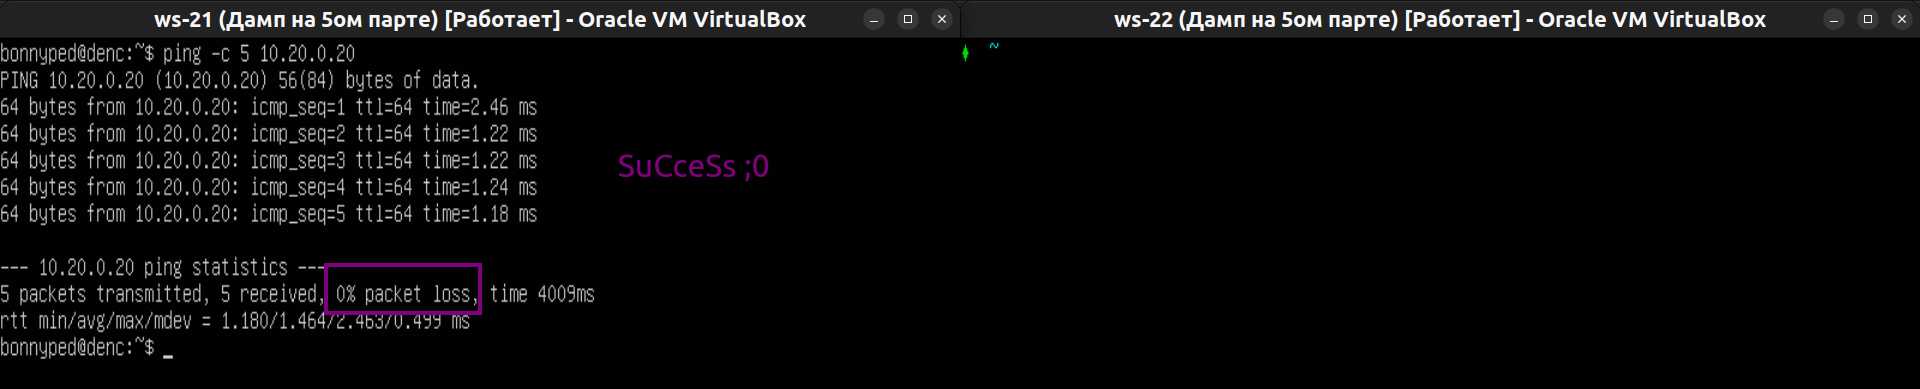 ws-21 (Дамп на 5ом парте) [Работает] - Oracle VM VirtualBox
bonnyped@denc:~$ ping -c 5 10.20.0.20
PING 10.20.0.20 (10.20.0.20) 56(84) bytes of data.
64 bytes from 10.20.0.20: icmp_seq=1 ttl=64 time=2.46 ms
64 bytes from 10.20.0.20: icmp_seq=2 ttl=64 time=1.22 ms
64 bytes from 10.20.0.20: icmp_seq=3 ttl=64 time=1.22 ms
64 bytes from 10.20.0.20: icmp_seq=4 ttl=64 time=1.24 ms
64 bytes from 10.20.0.20: icmp_seq=5 ttl=64 time=1.18 ms
SuCceSs ;0
--- 10.20.0.20 ping statistics ---
5 packets transmitted, 5 received, 0% packet loss, time 4009ms
rtt min/avg/max/mdev = 1.180/1.464/2.463/0.499 ms
bonnyped@denc:~$ _
ws-22 (Дамп на 5ом парте) [Работает] - Oracle VM VirtualBox
~